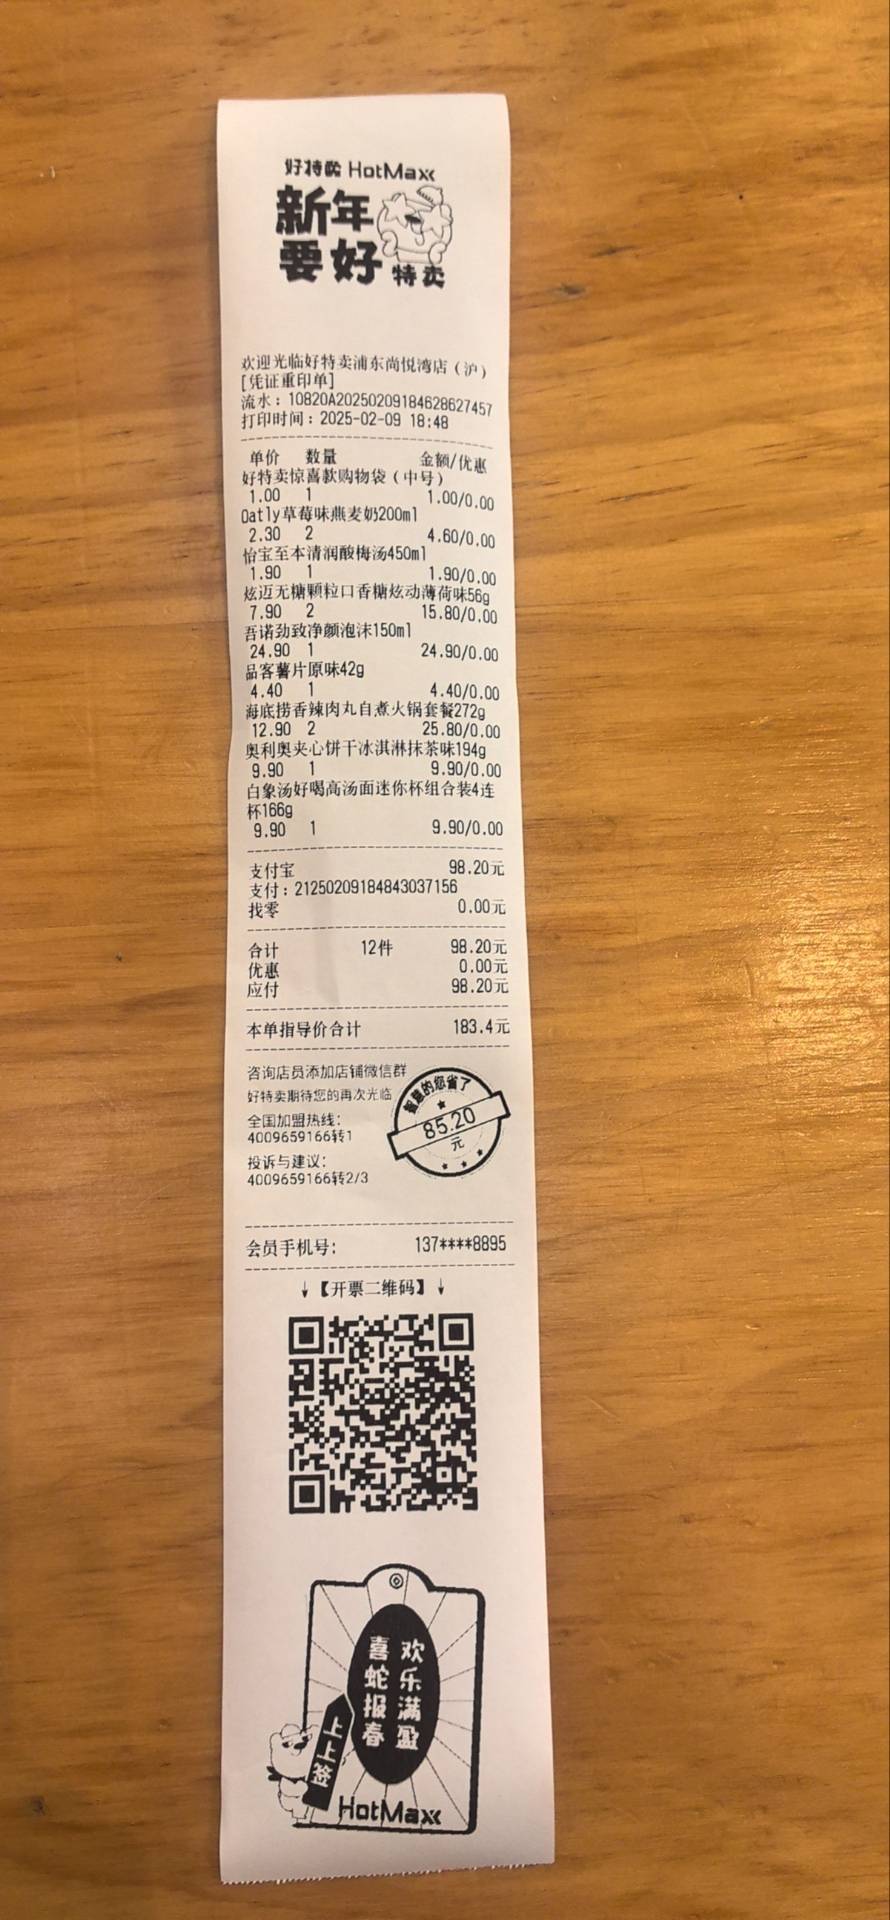 好特卖 HotMaxx
新年
要好 特卖
欢迎光临好特卖浦东尚悦湾店（沪）
[凭证重印单]
流水：10820A20250209184628627457
打印时间：2025-02-09 18:48
单价 数量 金额/优惠
好特卖惊喜款购物袋（中号）
1.00 1 1.00/0.00
Oatly草莓味燕麦奶200ml
2.30 2 4.60/0.00
怡宝至本清润酸梅汤450ml
1.90 1 1.90/0.00
炫迈无糖颗粒口香糖炫动薄荷味56g
7.90 2 15.80/0.00
吾诺劲致净颜泡沫150ml
24.90 1 24.90/0.00
品客薯片原味42g
4.40 1 4.40/0.00
海底捞香辣肉丸自煮火锅套餐272g
12.90 2 25.80/0.00
奥利奥夹心饼干冰淇淋抹茶味194g
9.90 1 9.90/0.00
白象汤好喝高汤面迷你杯组合装4连
杯166g
9.90 1 9.90/0.00
支付宝 98.20元
支付：21250209184843037156
找零 0.00元
合计 12件 98.20元
优惠 0.00元
应付 98.20元
本单指导价合计 183.4元
咨询店员添加店铺微信群
好特卖期待您的再次光临
全国加盟热线：
4009659166转1
投诉与建议：
4009659166转2/3
智慧的您省了
85.20
元
会员手机号： 137****8895
↓【开票二维码】↓
欢乐满盈
喜蛇报春
上上签
HotMaxx